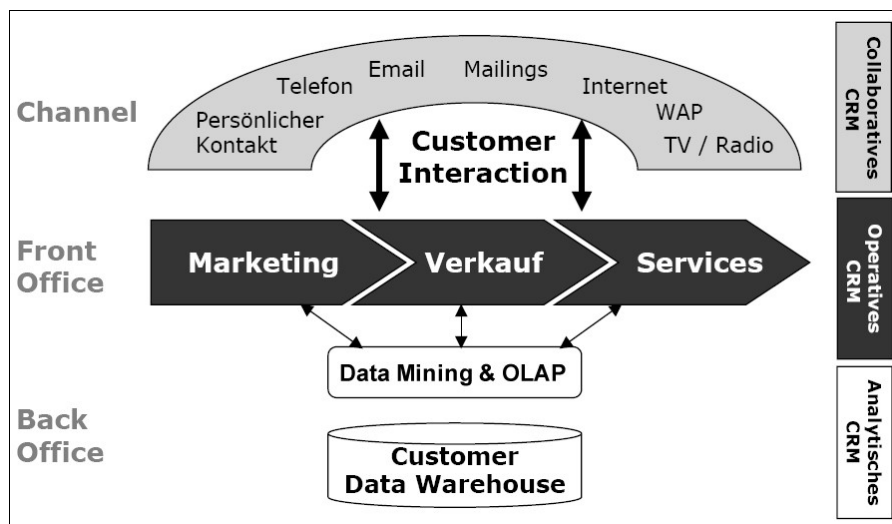 Channel
Persönlicher
Kontakt
Telefon
Email
Mailings
Internet
WAP
TV / Radio
Customer
Interaction
Collaboratives
CRM
Front
Office
Marketing
Verkauf
Services
Operatives
CRM
Data Mining & OLAP
Back
Office
Customer
Data Warehouse
Analytisches
CRM